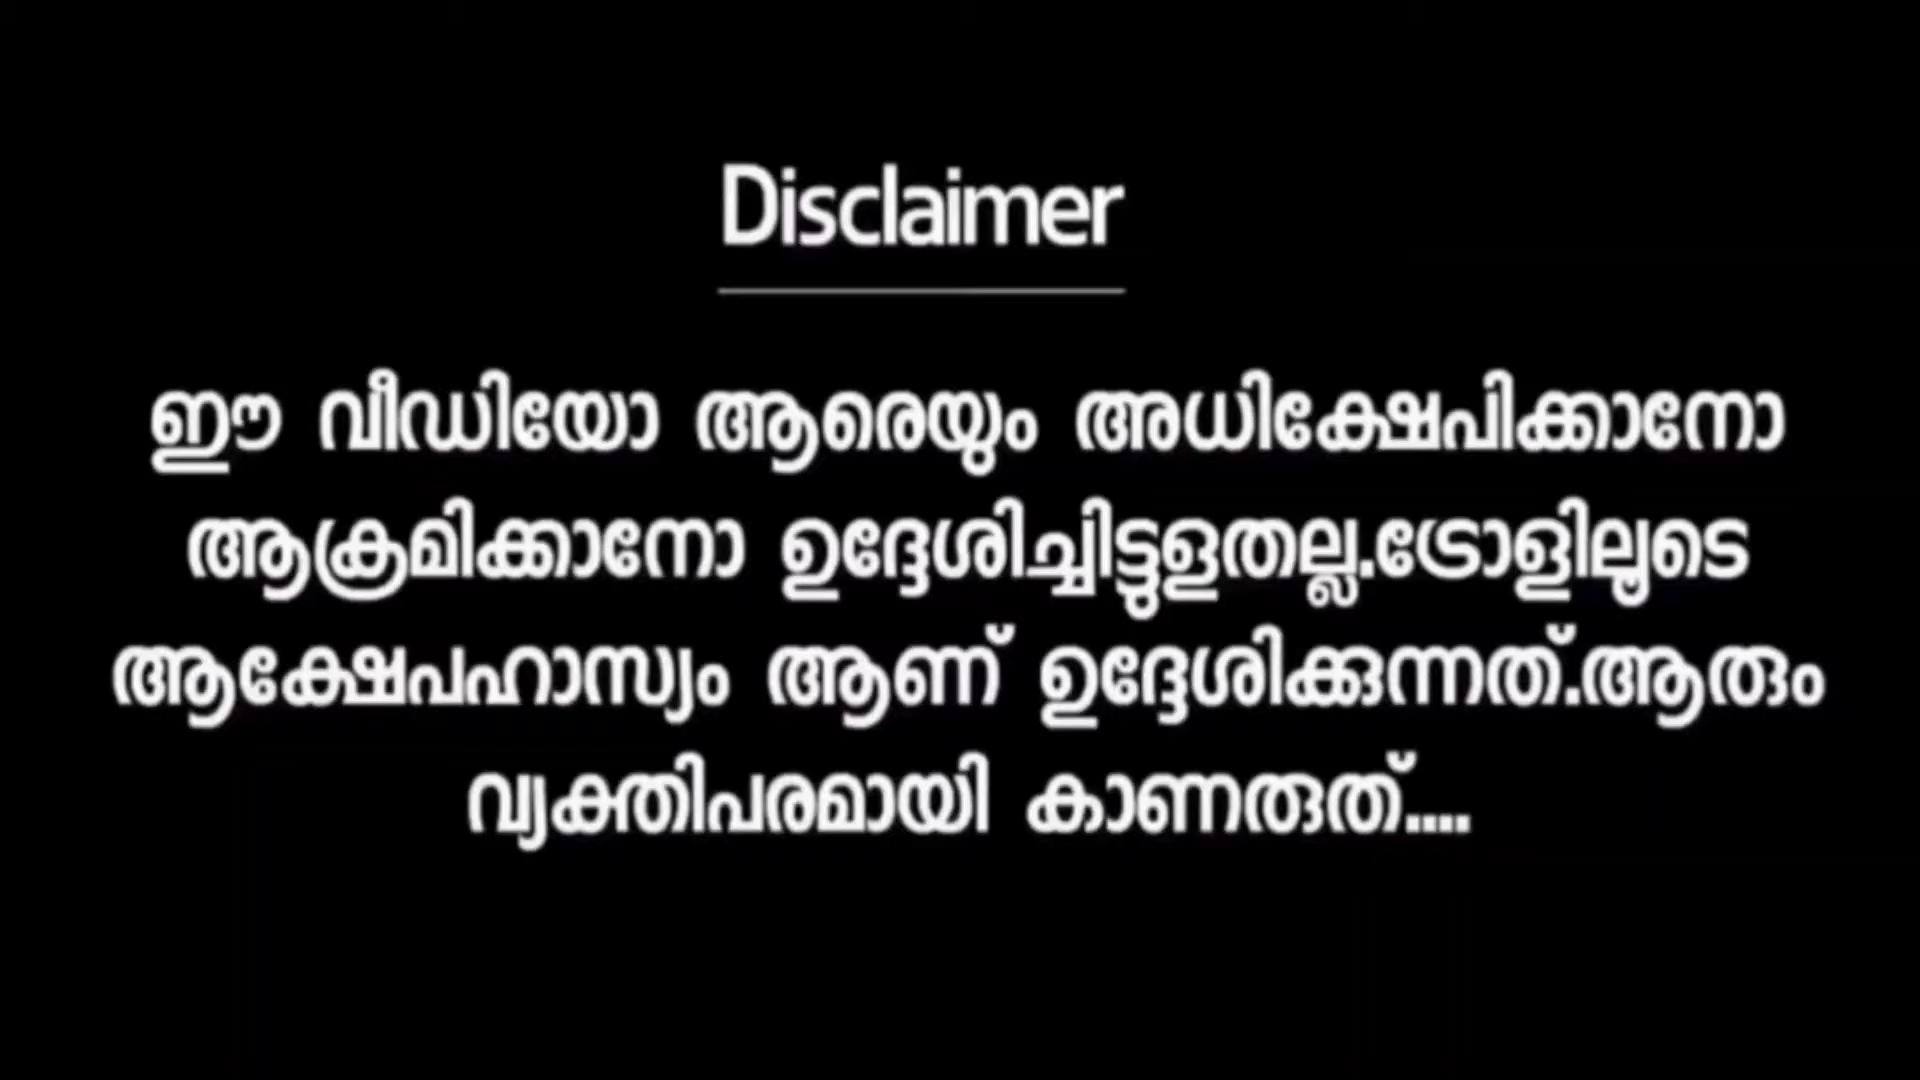 Disclaimer
ഈ വീഡിയോ ആരെയും അധിക്ഷേപിക്കാനോ
ആക്രമിക്കാനോ ഉദ്ദേശിച്ചിട്ടുളതല്ല.ട്രോളിലൂടെ
ആക്ഷേപഹാസ്യം ആണ് ഉദ്ദേശിക്കുന്നത്.ആരും
വ്യക്തിപരമായി കാണരുത്....